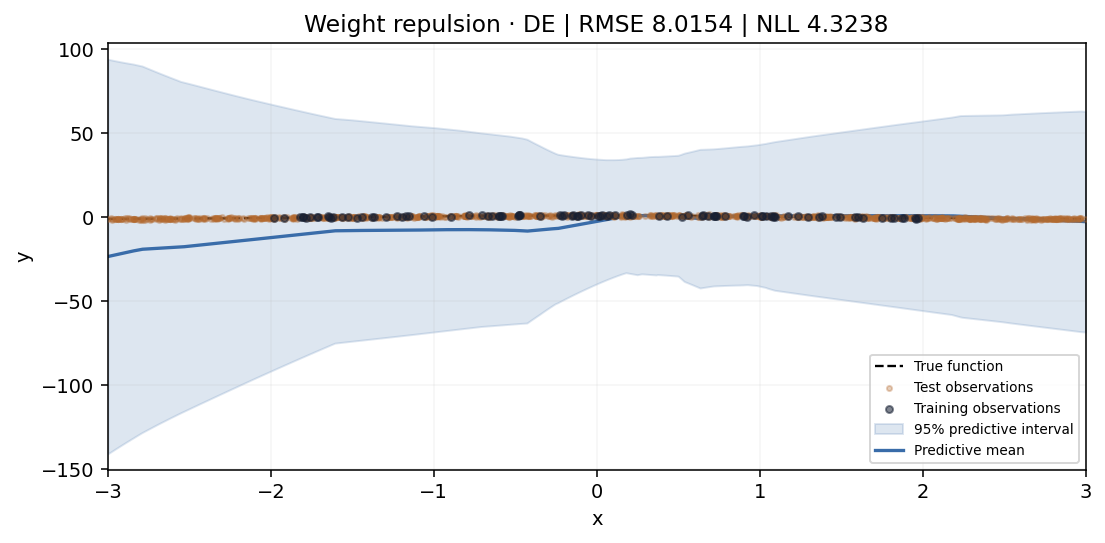 Weight repulsion · DE | RMSE 8.0154 | NLL 4.3238
100
50
0
−50
−100
−150
y
−3
−2
−1
0
1
2
3
x
True function
Test observations
Training observations
95% predictive interval
Predictive mean